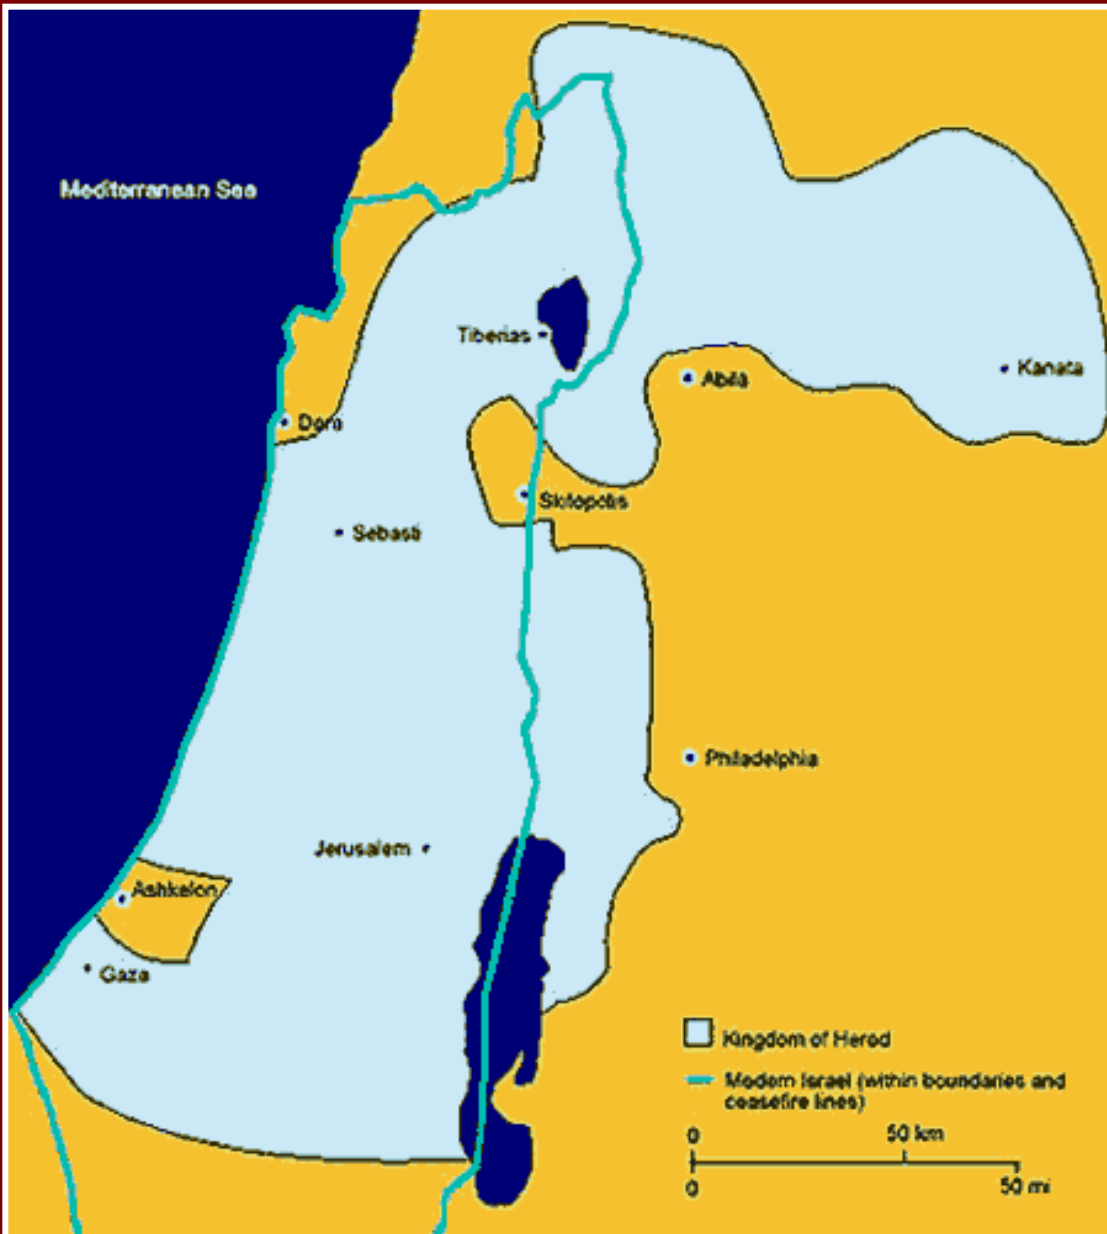 Mediterranean Sea
Tiberias
Kanata
Abila
Dora
Skitopolis
Sebasti
Philadelphia
Jerusalem
Ashkelon
Gaza
Kingdom of Herod
Modern Israel (within boundaries and
ceasefire lines)
0 50 km
0 50 mi